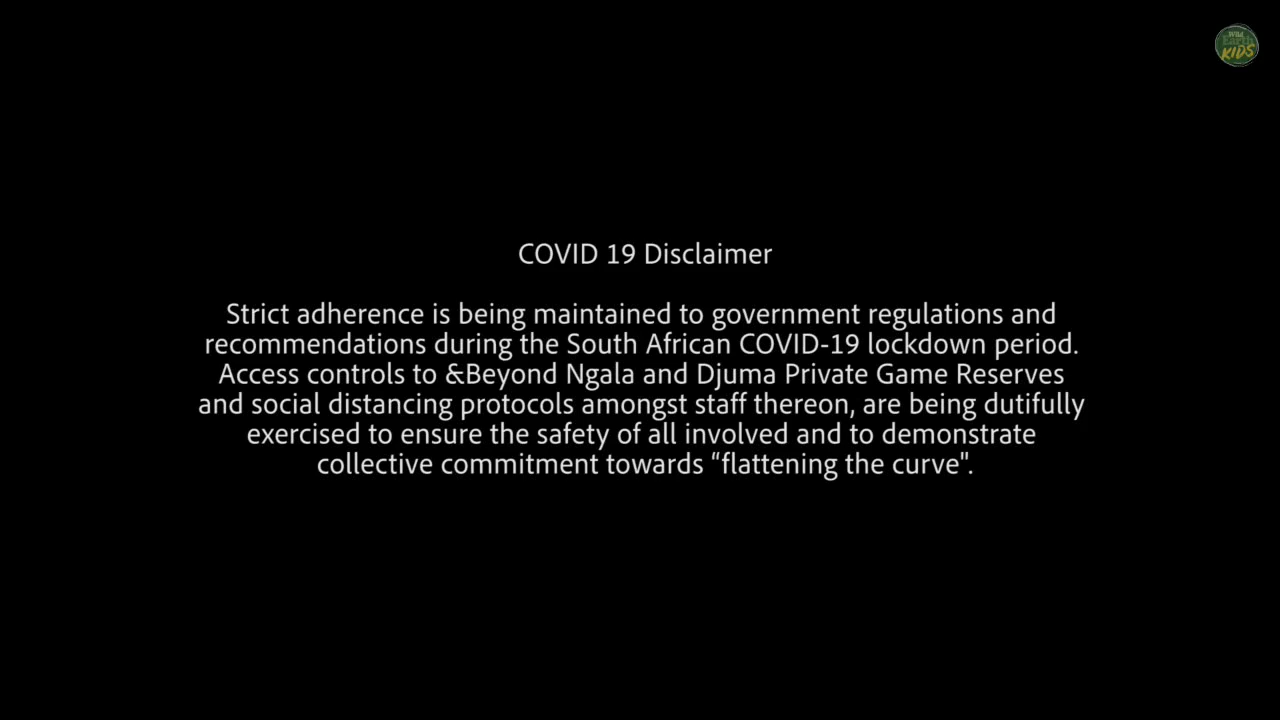 Wild
Earth
KIDS
COVID 19 Disclaimer
Strict adherence is being maintained to government regulations and
recommendations during the South African COVID-19 lockdown period.
Access controls to &Beyond Ngala and Djuma Private Game Reserves
and social distancing protocols amongst staff thereon, are being dutifully
exercised to ensure the safety of all involved and to demonstrate
collective commitment towards “flattening the curve".